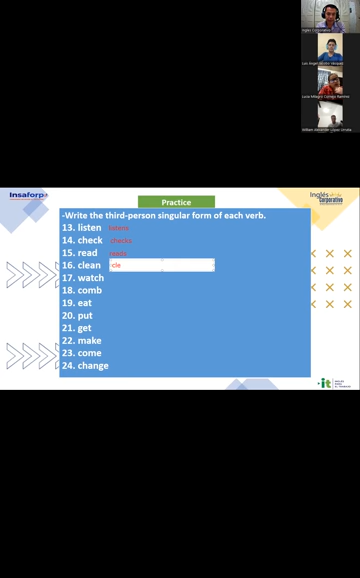 Insaforp
Practice
Inglés
Corporativo
-Write the third-person singular form of each verb.
13. listen listens
14. check checks
15. read reads
16. clean cle
17. watch
18. comb
19. eat
20. put
21. get
22. make
23. come
24. change
it